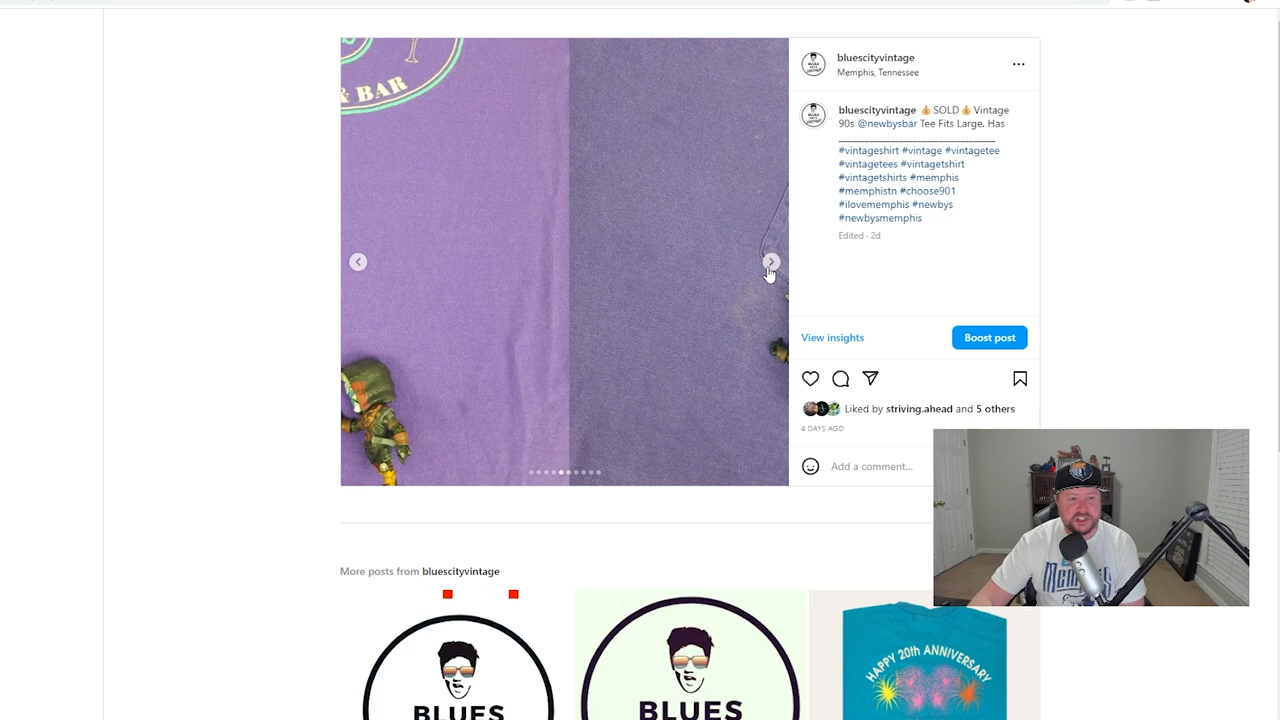 & BAR
bluescityvintage
Memphis, Tennessee
bluescityvintage 💰SOLD💰 Vintage
90s @newbysbar Tee Fits Large. Has
#vintageshirt #vintage #vintagetee
#vintagetees #vintagetshirt
#vintagetshirts #memphis
#memphistn #choose901
#ilovememphis #newbys
#newbysmemphis
Edited · 2d
View insights
Boost post
Liked by striving.ahead and 5 others
4 DAYS AGO
Add a comment...
More posts from bluescityvintage
BLUES
BLUES
HAPPY 20th ANNIVERSARY
MEMPHIS